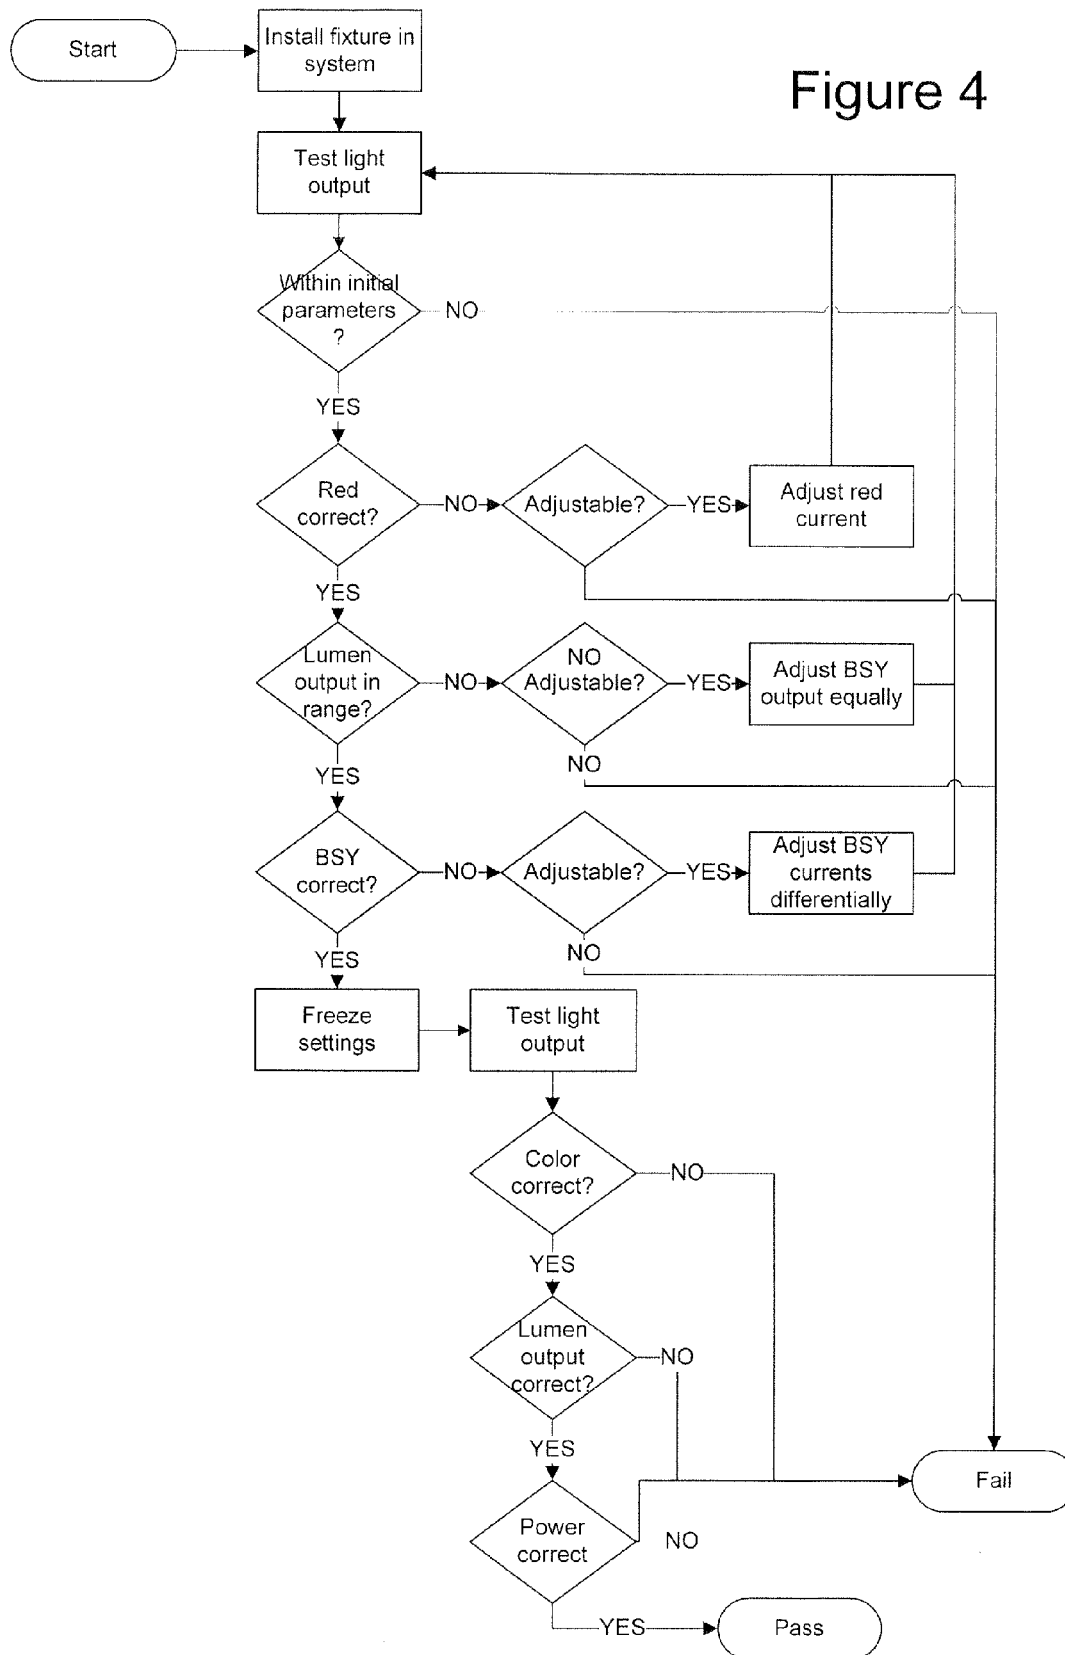 Figure 4
Start
Install fixture in
system
Test light
output
Within initial
parameters
?
NO
YES
Red
correct?
NO
Adjustable?
YES
Adjust red
current
YES
Lumen
output in
range?
NO
NO
Adjustable?
YES
Adjust BSY
output equally
YES
NO
BSY
correct?
NO
Adjustable?
YES
Adjust BSY
currents
differentially
YES
NO
Freeze
settings
Test light
output
Color
correct?
NO
YES
Lumen
output
correct?
NO
YES
Power
correct
NO
Fail
YES
Pass